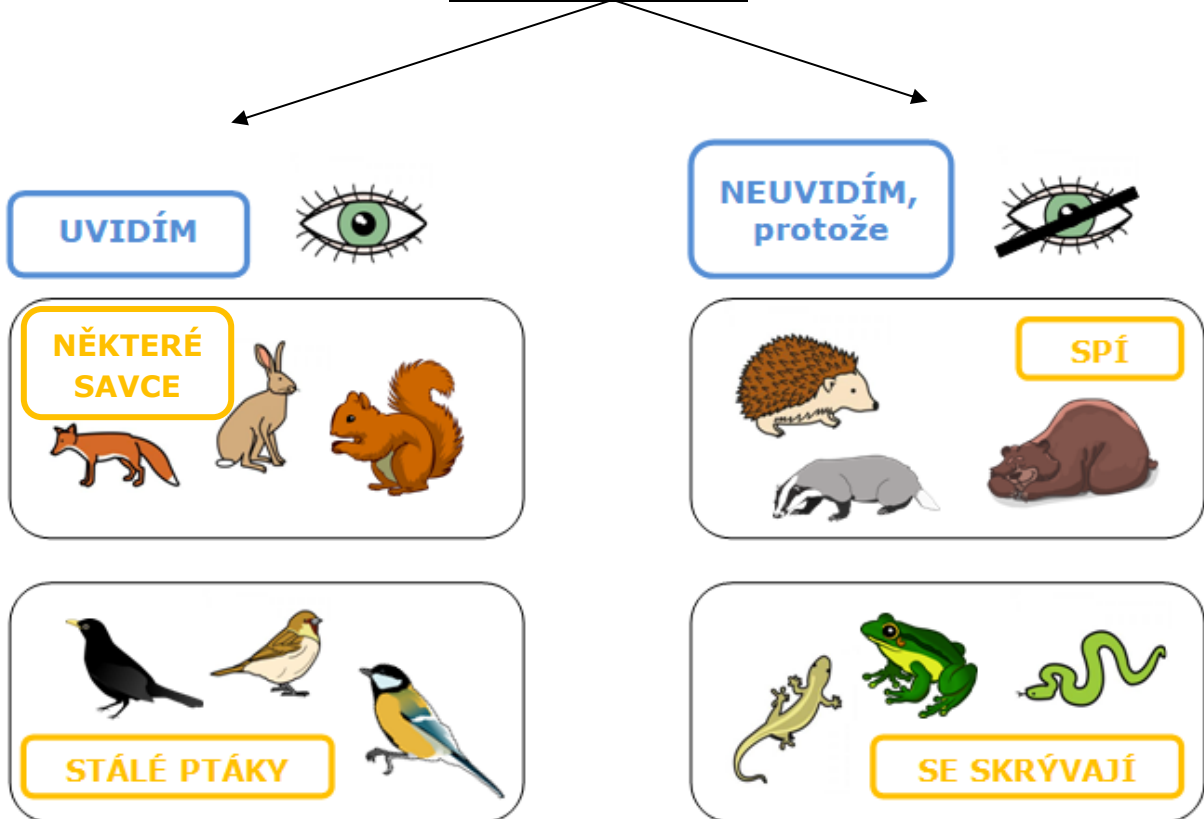 UVIDÍM
NEUVIDÍM,
protože
NĚKTERÉ
SAVCE
SPÍ
STÁLÉ PTÁKY
SE SKRÝVAJÍ